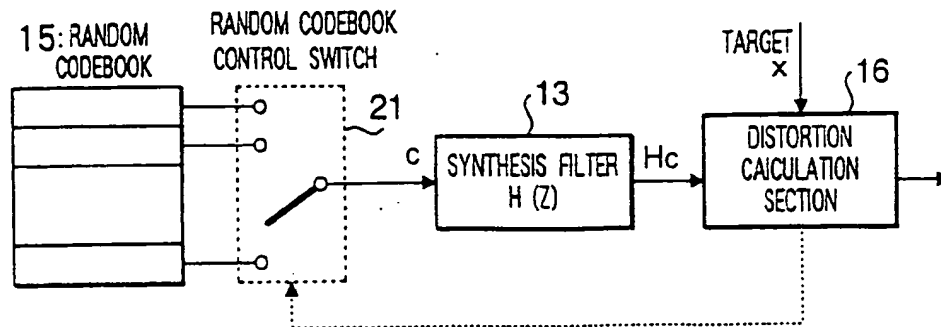 15: RANDOM
CODEBOOK
RANDOM CODEBOOK
CONTROL SWITCH
21
c
13
SYNTHESIS FILTER
H (Z)
Hc
TARGET
x
16
DISTORTION
CAICULATION
SECTION